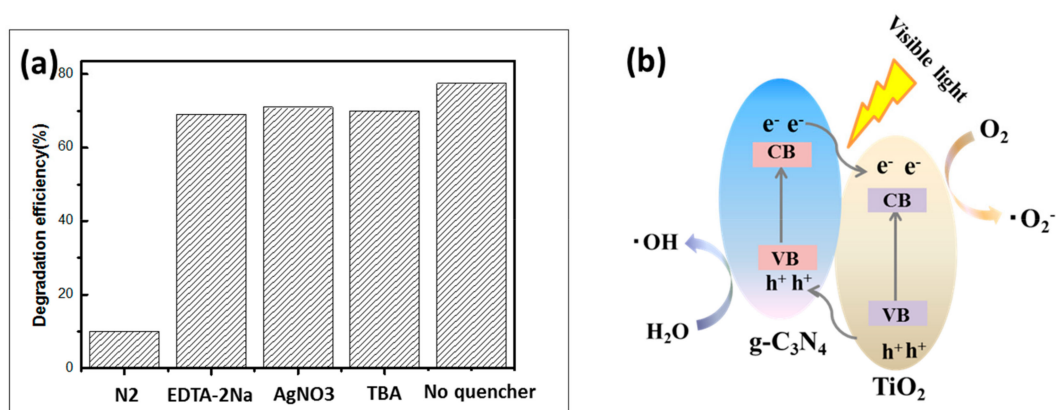 (a)
Degradation efficiency(%)
80
60
40
20
0
N2 EDTA-2Na AgNO3 TBA No quencher
(b)
Visible light
e⁻ e⁻
CB
VB
h⁺ h⁺
g-C₃N₄
·OH
H₂O
e⁻ e⁻
CB
VB
h⁺ h⁺
TiO₂
O₂
·O₂⁻